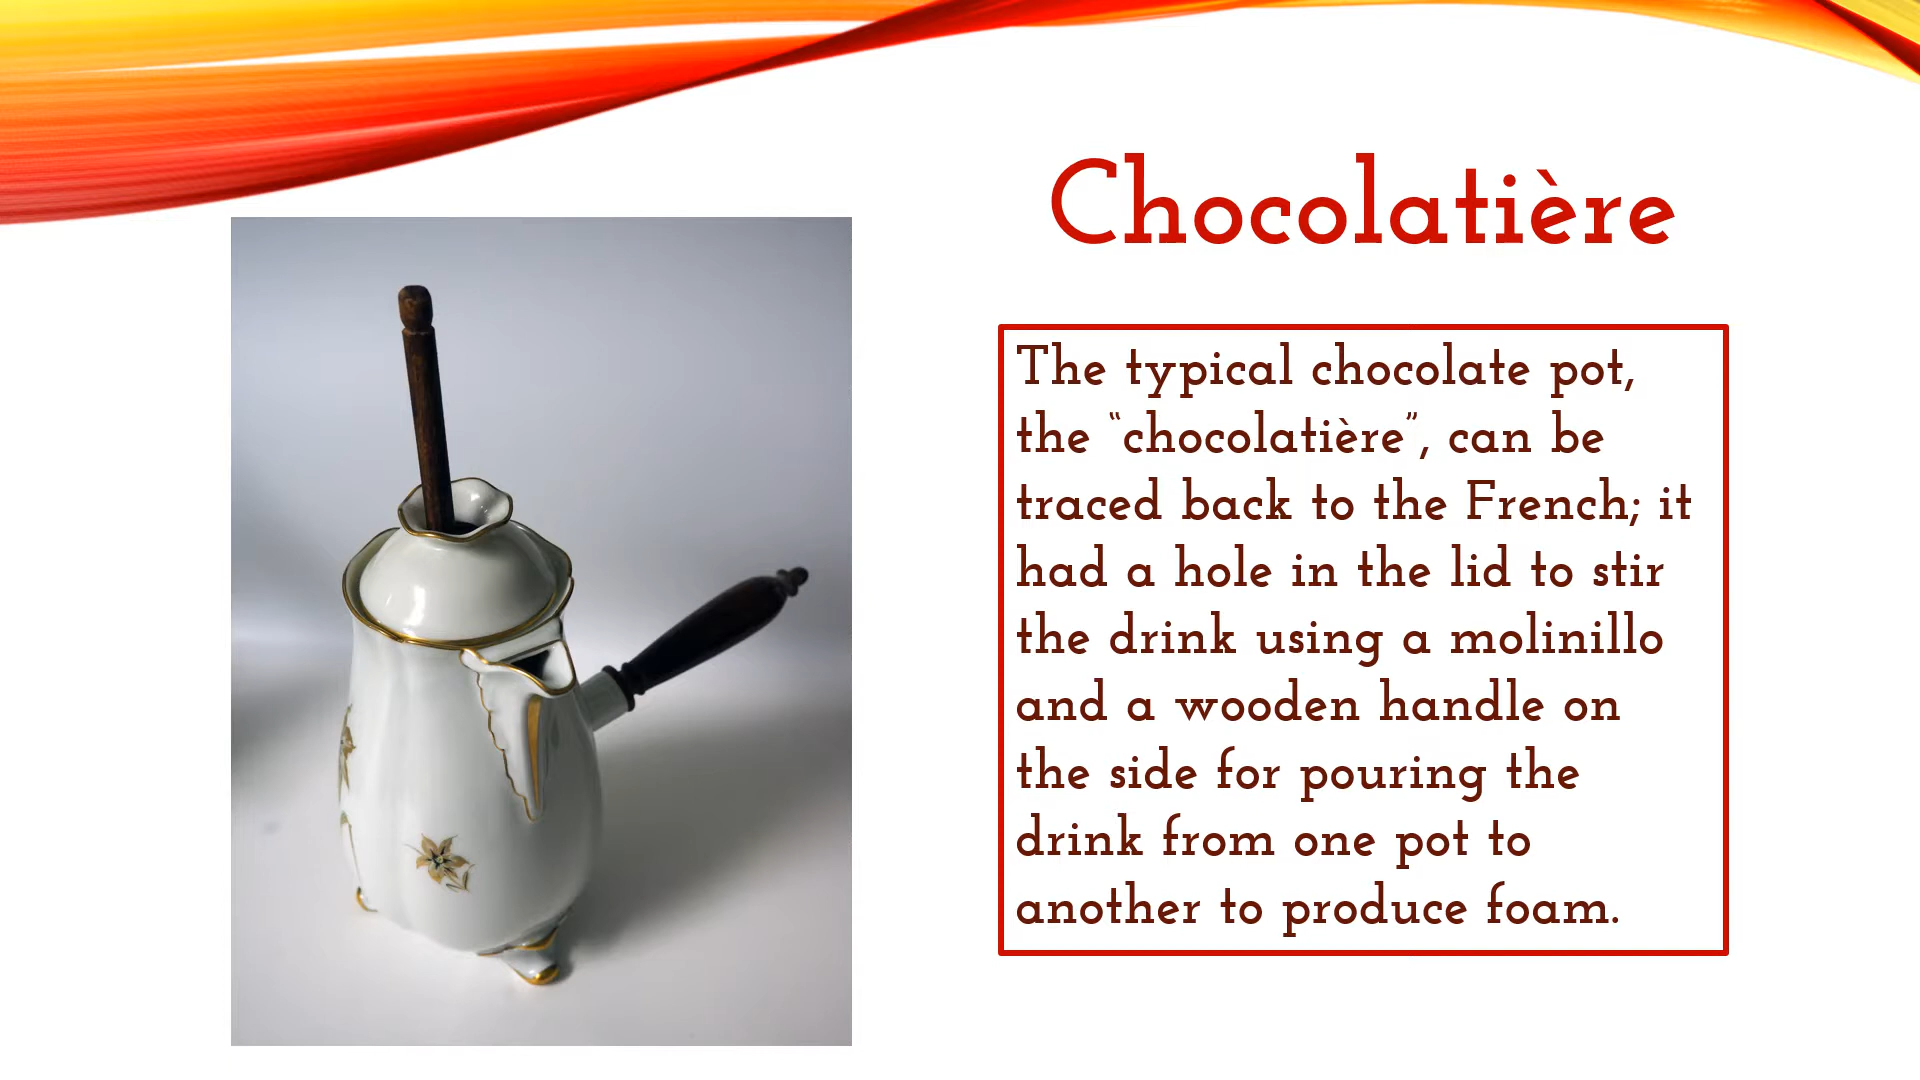 Chocolatière
The typical chocolate pot,
the “chocolatière”, can be
traced back to the French; it
had a hole in the lid to stir
the drink using a molinillo
and a wooden handle on
the side for pouring the
drink from one pot to
another to produce foam.